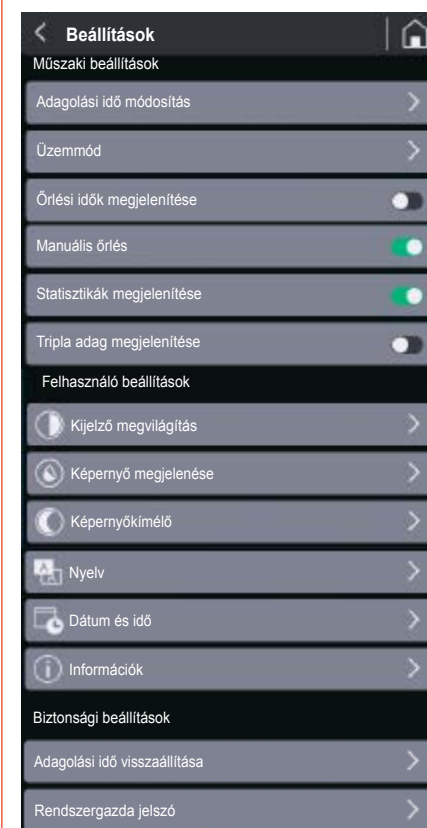 Beállítások
Műszaki beállítások
Adagolási idő módosítás
Üzemmód
Őrlési idők megjelenítése
Manuális őrlés
Statisztikák megjelenítése
Tripla adag megjelenítése
Felhasználó beállítások
Kijelző megvilágítás
Képernyő megjelenése
Képernyőkímélő
Nyelv
Dátum és idő
Információk
Biztonsági beállítások
Adagolási idő visszaállítása
Rendszergazda jelszó